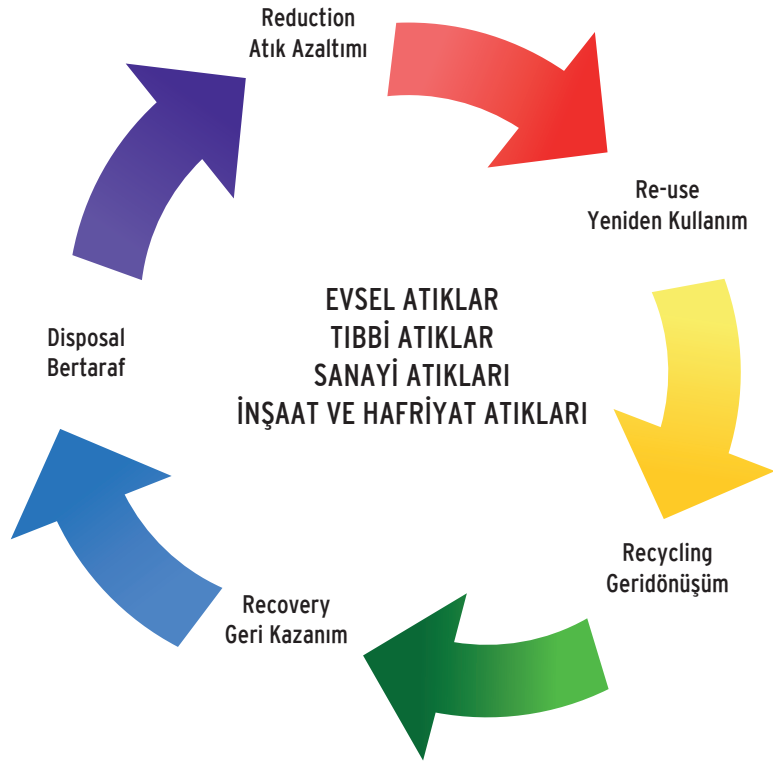 Reduction
Atık Azaltımı
Re-use
Yeniden Kullanım
EVSEL ATIKLAR
TIBBİ ATIKLAR
SANAYİ ATIKLARI
İNŞAAT VE HAFRİYAT ATIKLARI
Disposal
Bertaraf
Recycling
Geridönüşüm
Recovery
Geri Kazanım